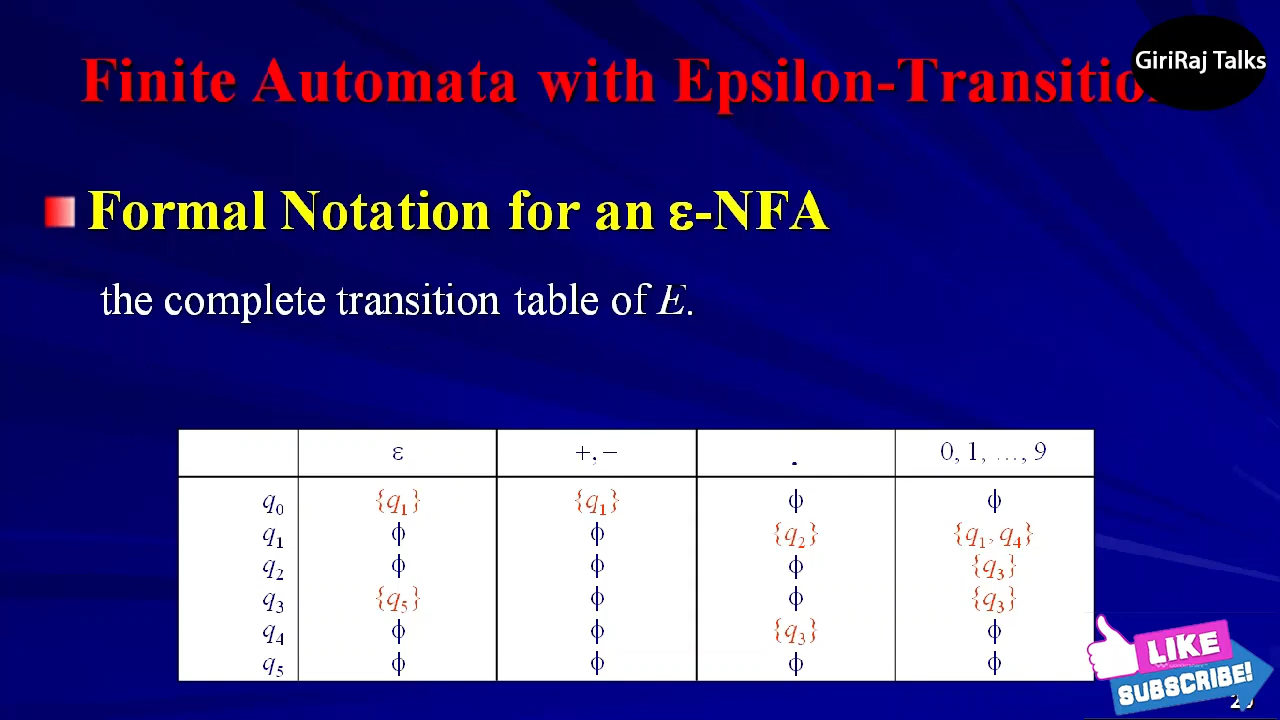 Finite Automata with Epsilon-Transition
GiriRaj Talks
Formal Notation for an ε-NFA
the complete transition table of E.
ε +,− . 0, 1, …, 9
q0 {q1} {q1} ϕ ϕ
q1 ϕ ϕ {q2} {q1, q4}
q2 ϕ ϕ ϕ {q3}
q3 {q5} ϕ ϕ {q3}
q4 ϕ ϕ {q3} ϕ
q5 ϕ ϕ ϕ ϕ
LIKE
SUBSCRIBE!